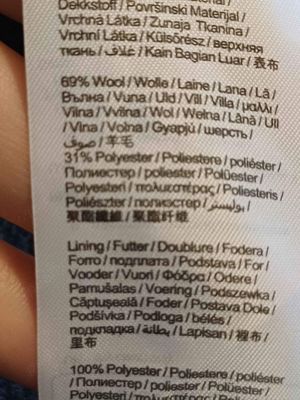 Dekkstoff / Površinski Materijal /
Vrchná Látka / Zunaja Tkanina /
Vrchní Látka / Külsőrész / верхняя
ткань / غلاف / Kain Bagian Luar / 表布
69% Wool / Wolle / Laine / Lana / Lã /
Вълна / Vuna / Uld / Vill / Villa / μαλλί /
Vilna / Vvilna / Wol / Wełna / Lână / Ull
/ Vlna / Volna / Gyapjú / шерсть /
صوف / 羊毛
31% Polyester / Poliestere / poliéster /
Полиестер / poliester / Polüester /
Polyesteri / πολυεστέρας / Poliesteris /
Poliészter / полиэстер / بوليستر /
聚酯纖維 / 聚酯纤维
Lining / Futter / Doublure / Fodera /
Forro / подплата / Podstava / For /
Vooder / Vuori / Φόδρα / Odere /
Pamušalas / Voering / Podszewka /
Căptuşeală / Foder / Postava Dole /
Podšívka / Podloga / bélés /
подкладка / بطانة / Lapisan / 裡布 /
里布
100% Polyester / Poliestere / poliéster
/ Полиестер / poliester / Polüester /
Polyesteri / πολυεστέρας /